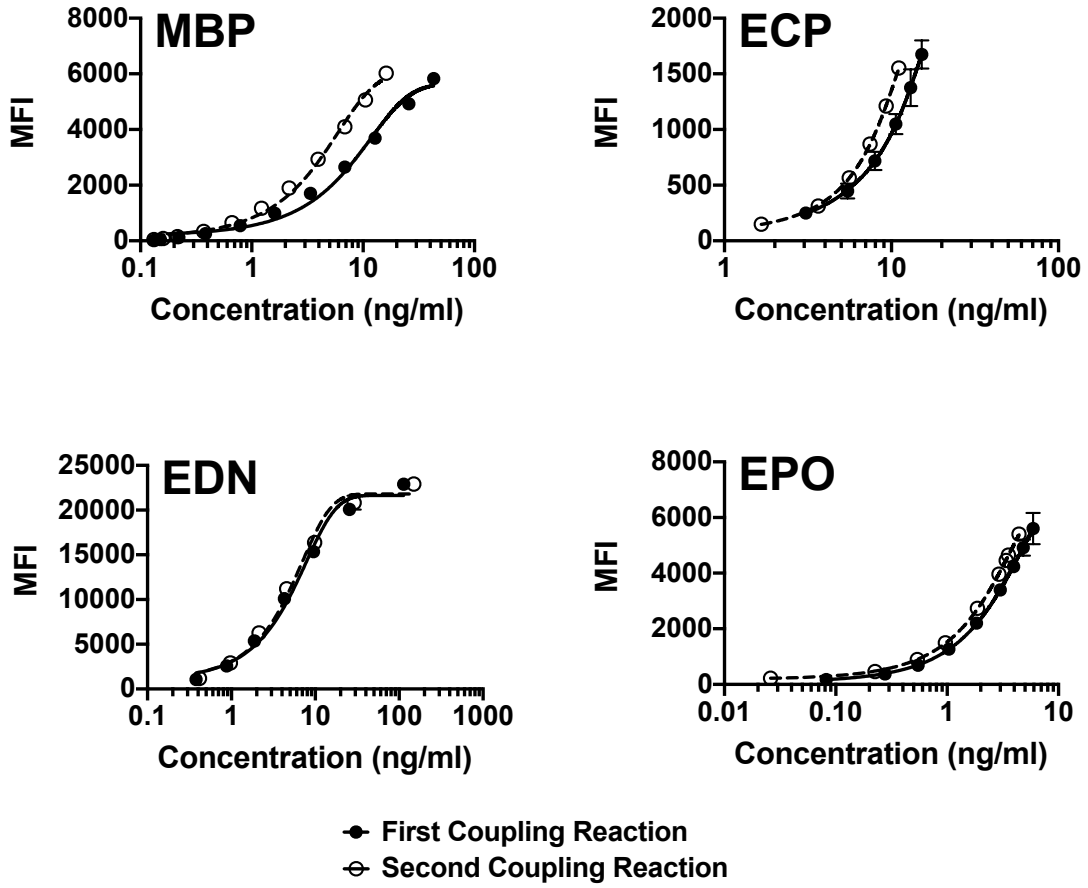 MBP
8000
6000
4000
2000
0
MFI
0.1 1 10 100
Concentration (ng/ml)
ECP
2000
1500
1000
500
0
MFI
1 10 100
Concentration (ng/ml)
EDN
25000
20000
15000
10000
5000
0
MFI
0.1 1 10 100 1000
Concentration (ng/ml)
EPO
8000
6000
4000
2000
0
MFI
0.01 0.10 1 10
Concentration (ng/ml)
First Coupling Reaction
Second Coupling Reaction